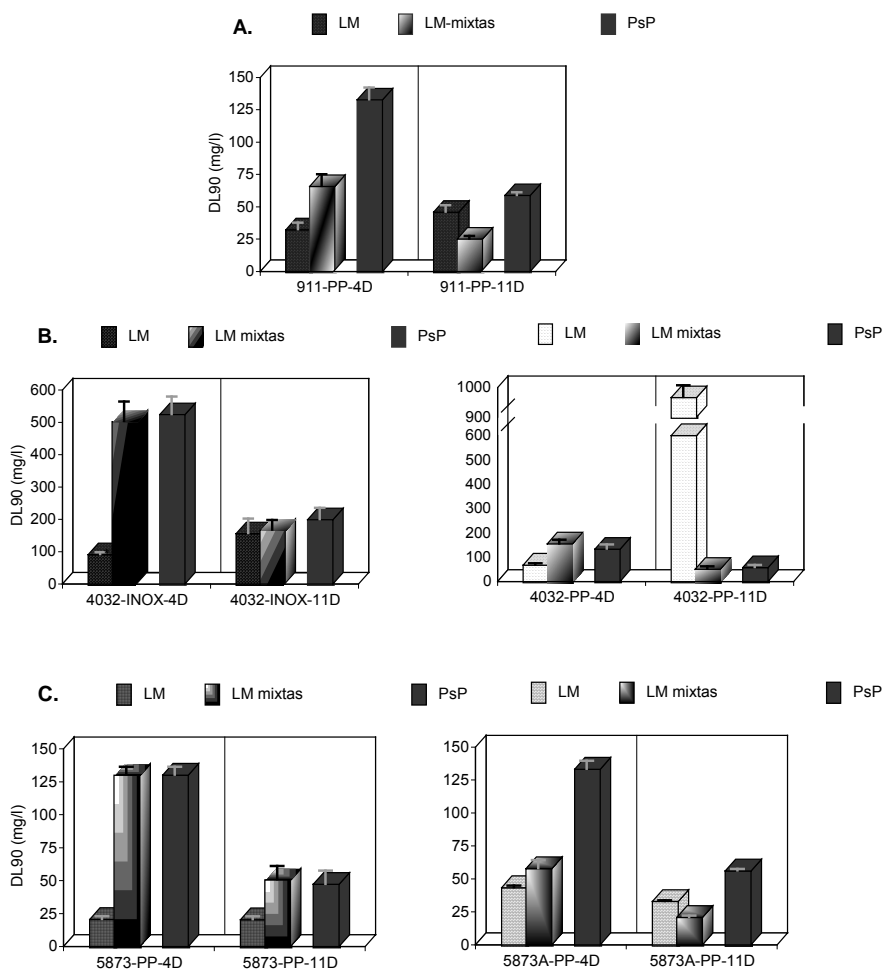 A. LM LM-mixtas PsP
150
125
100
75
50
25
0
DL90 (mg/l)
911-PP-4D 911-PP-11D
B. LM LM mixtas PsP
600
500
400
300
200
100
0
DL90 (mg/l)
4032-INOX-4D 4032-INOX-11D
LM LM mixtas PsP
1000
900
600
500
400
300
200
100
0
4032-PP-4D 4032-PP-11D
C. LM LM mixtas PsP
150
125
100
75
50
25
0
DL90 (mg/l)
5873-PP-4D 5873-PP-11D
LM LM mixtas PsP
150
125
100
75
50
25
0
5873A-PP-4D 5873A-PP-11D